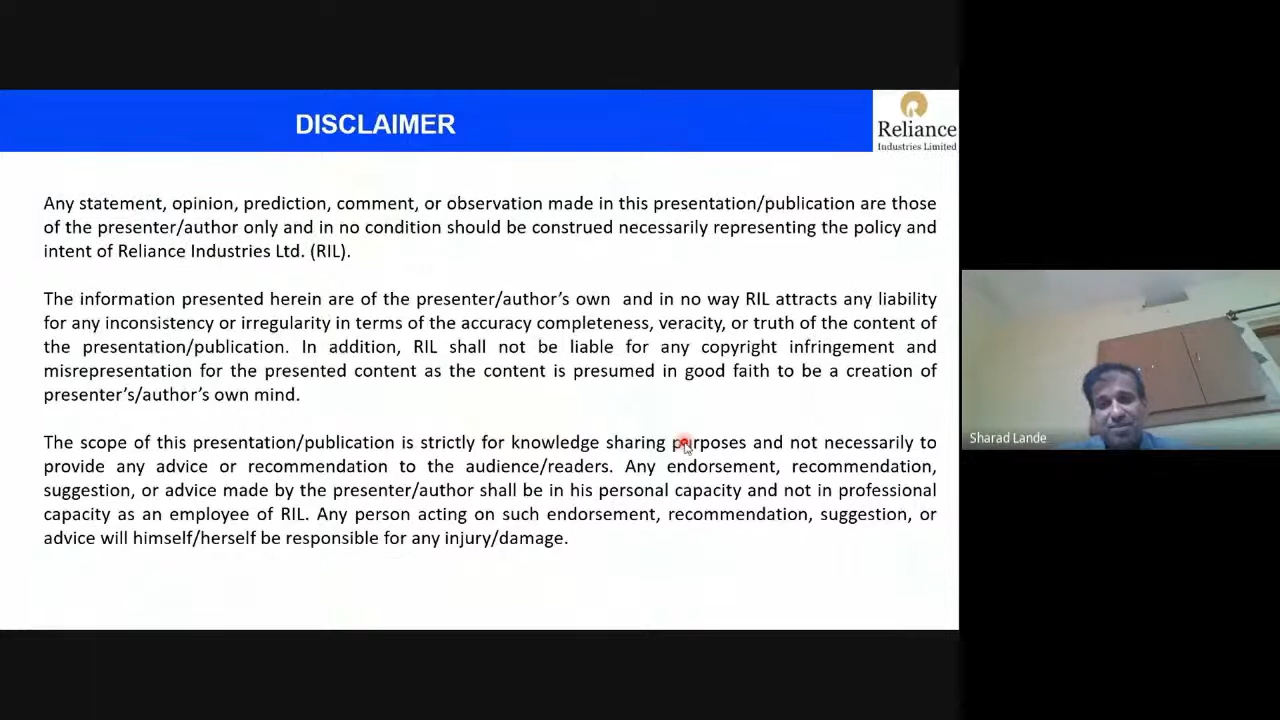 DISCLAIMER
Reliance
Industries Limited
Any statement, opinion, prediction, comment, or observation made in this presentation/publication are those
of the presenter/author only and in no condition should be construed necessarily representing the policy and
intent of Reliance Industries Ltd. (RIL).
The information presented herein are of the presenter/author's own and in no way RIL attracts any liability
for any inconsistency or irregularity in terms of the accuracy completeness, veracity, or truth of the content of
the presentation/publication. In addition, RIL shall not be liable for any copyright infringement and
misrepresentation for the presented content as the content is presumed in good faith to be a creation of
presenter's/author's own mind.
The scope of this presentation/publication is strictly for knowledge sharing purposes and not necessarily to
provide any advice or recommendation to the audience/readers. Any endorsement, recommendation,
suggestion, or advice made by the presenter/author shall be in his personal capacity and not in professional
capacity as an employee of RIL. Any person acting on such endorsement, recommendation, suggestion, or
advice will himself/herself be responsible for any injury/damage.
Sharad Lande